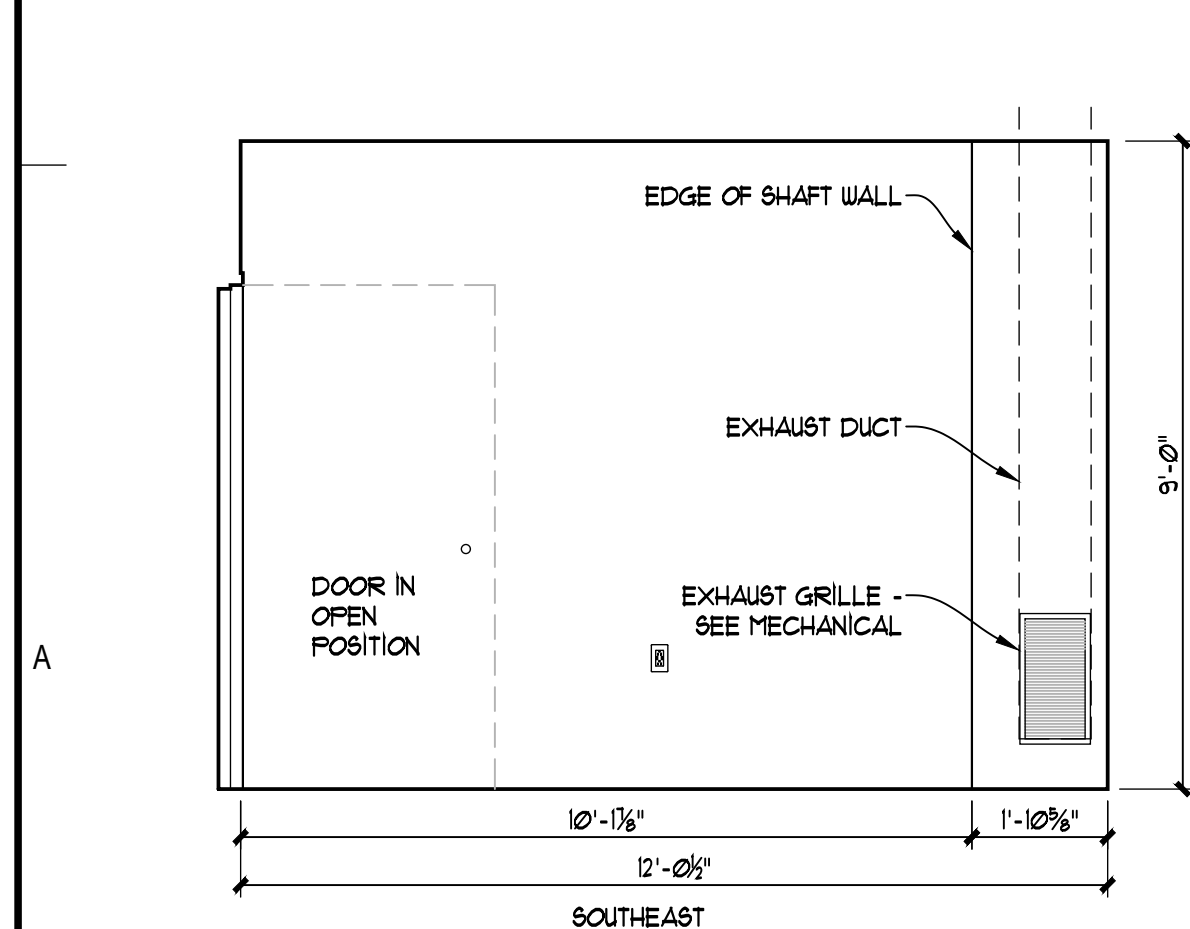 EDGE OF SHAFT WALL
EXHAUST DUCT
9'-0"
EXHAUST GRILLE -
SEE MECHANICAL
DOOR IN
OPEN
POSITION
A
10'-1⅞"
1'-10⅝"
12'-0½"
SOUTHEAST